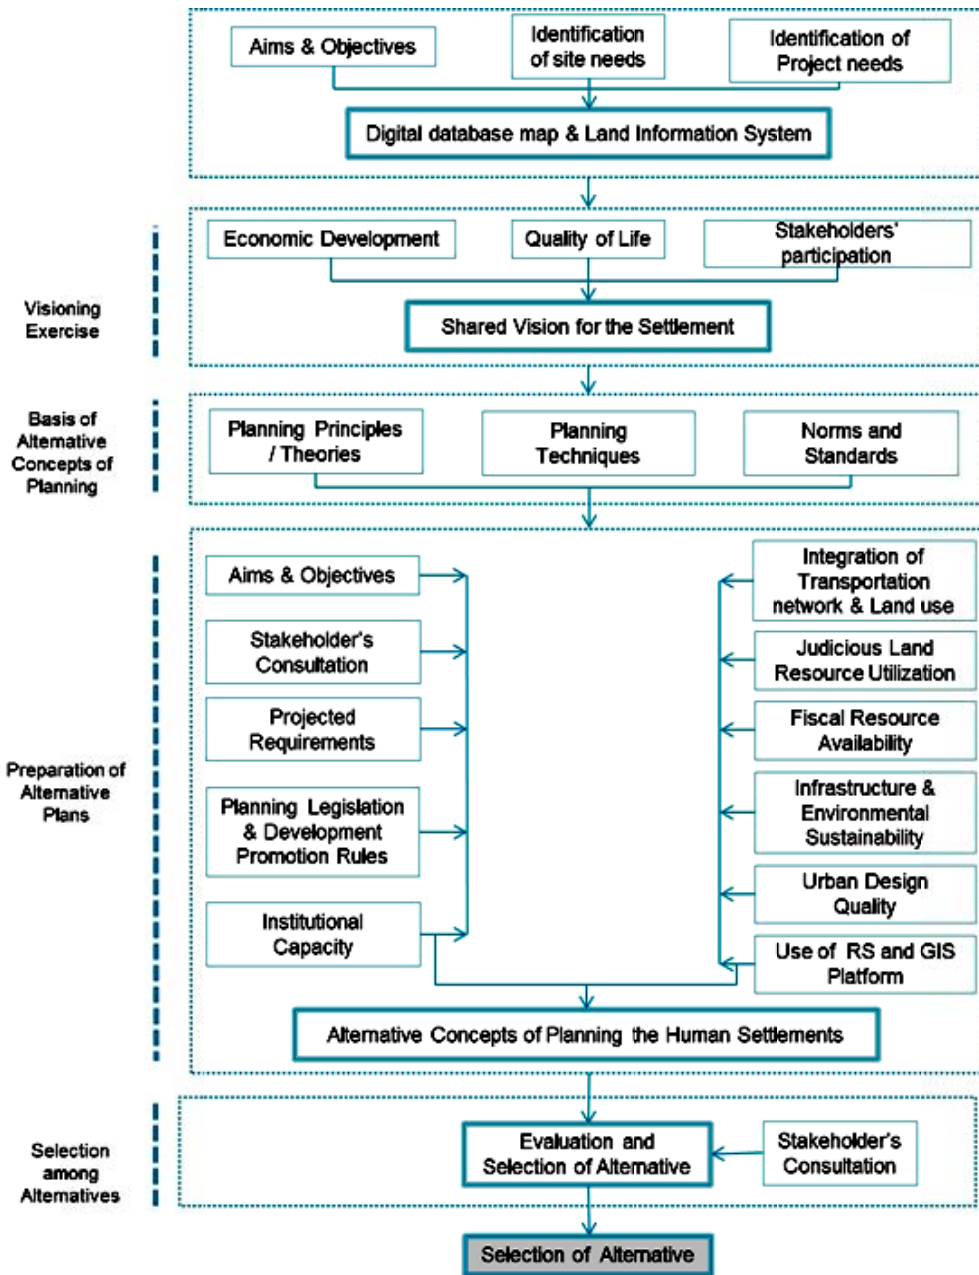 Aims & Objectives
Identification
of site needs
Identification of
Project needs
Digital database map & Land Information System
Visioning
Exercise
Economic Development
Quality of Life
Stakeholders'
participation
Shared Vision for the Settlement
Basis of
Alternative
Concepts of
Planning
Planning Principles
/ Theories
Planning
Techniques
Norms and
Standards
Preparation of
Alternative
Plans
Aims & Objectives
Stakeholder's
Consultation
Projected
Requirements
Planning Legislation
& Development
Promotion Rules
Institutional
Capacity
Integration of
Transportation
network & Land use
Judicious Land
Resource Utilization
Fiscal Resource
Availability
Infrastructure &
Environmental
Sustainability
Urban Design
Quality
Use of RS and GIS
Platform
Alternative Concepts of Planning the Human Settlements
Selection
among
Alternatives
Evaluation and
Selection of Alternative
Stakeholder's
Consultation
Selection of Alternative